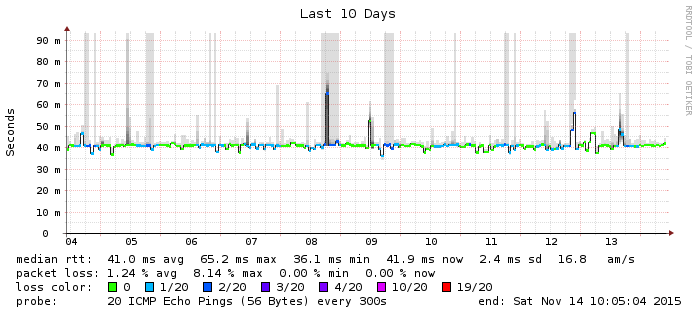 Last 10 Days
RRDTOOL / TOBI OETIKER
Seconds
90 m
80 m
70 m
60 m
50 m
40 m
30 m
20 m
10 m
0
04 05 06 07 08 09 10 11 12 13
median rtt: 41.0 ms avg 65.2 ms max 36.1 ms min 41.9 ms now 2.4 ms sd 16.8 am/s
packet loss: 1.24 % avg 8.14 % max 0.00 % min 0.00 % now
loss color: 0 1/20 2/20 3/20 4/20 10/20 19/20
probe: 20 ICMP Echo Pings (56 Bytes) every 300s end: Sat Nov 14 10:05:04 2015